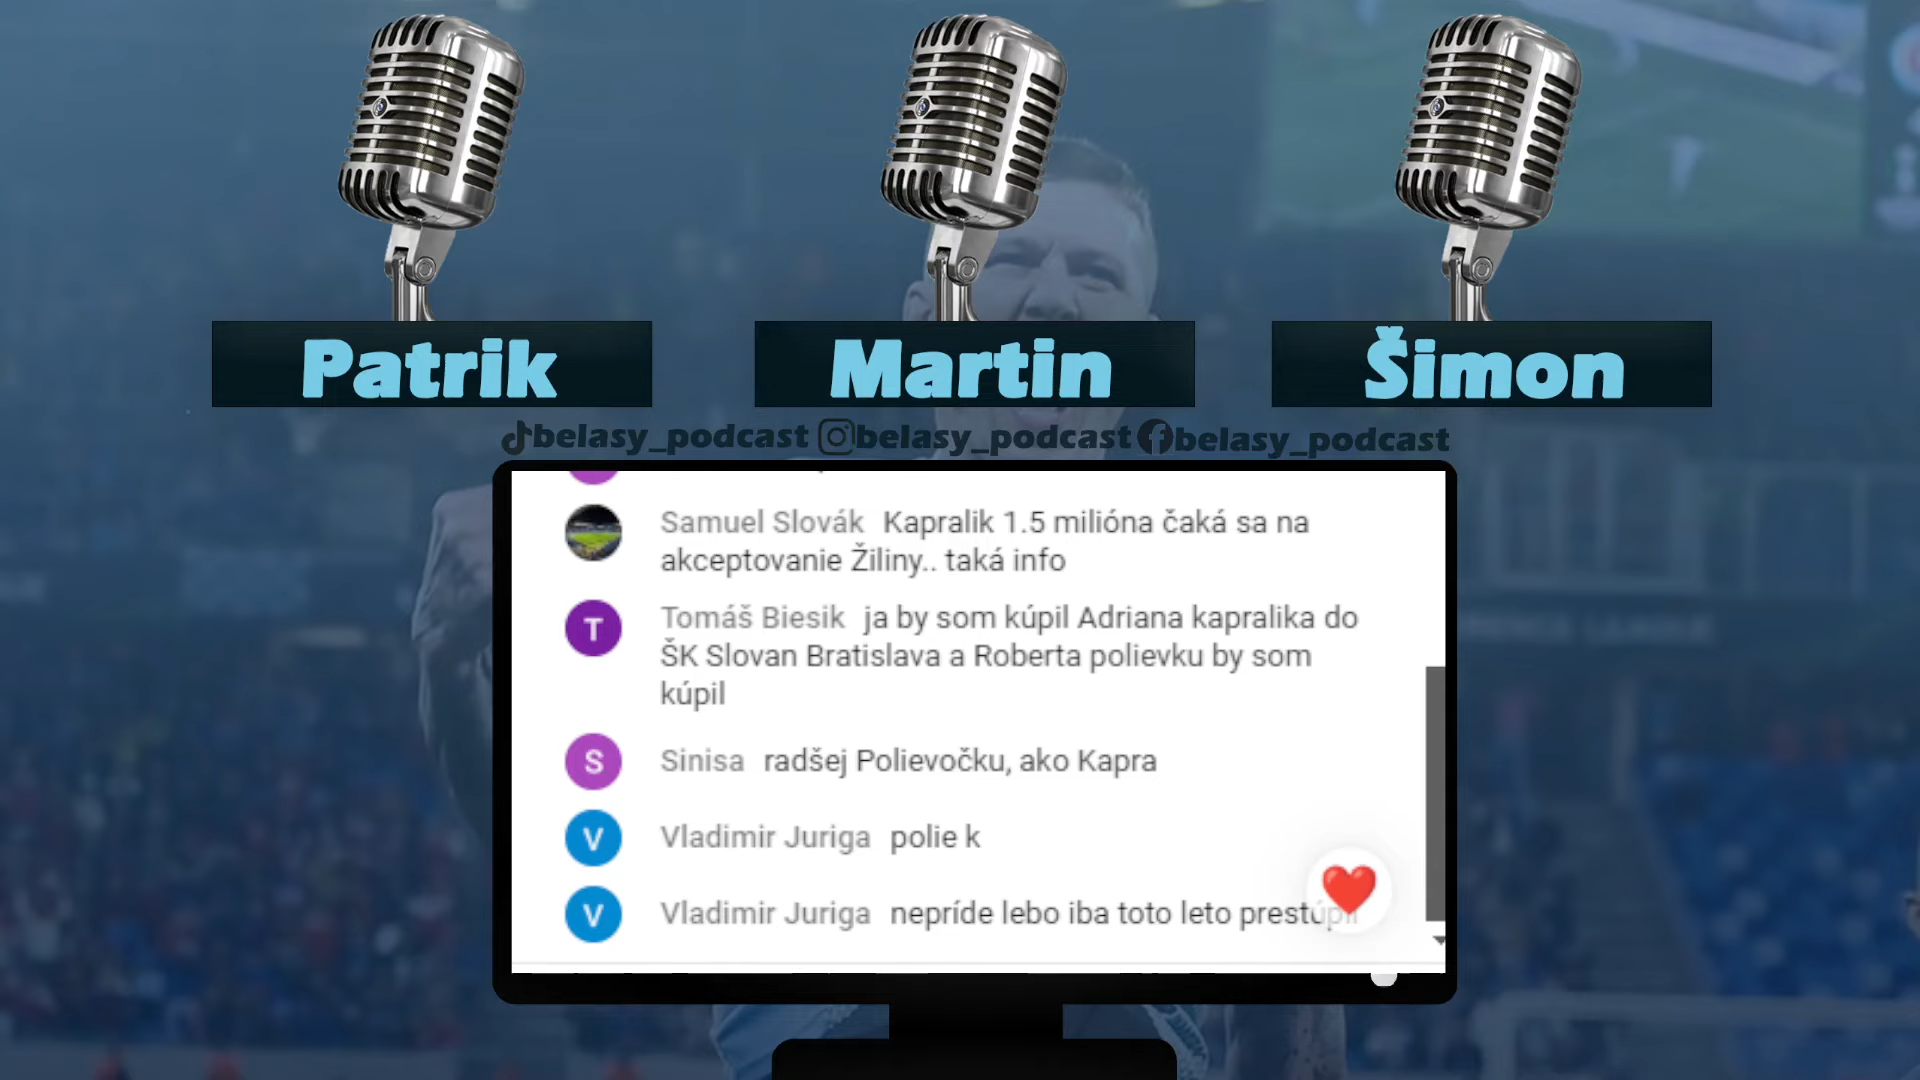 Patrik
Martin
Šimon
belasy_podcast belasy_podcast belasy_podcast
Samuel Slovák Kapralik 1.5 milióna čaká sa na
akceptovanie Žiliny.. taká info
T
Tomáš Biesik ja by som kúpil Adriana kapralika do
ŠK Slovan Bratislava a Roberta polievku by som
kúpil
S
Sinisa radšej Polievočku, ako Kapra
V
Vladimir Juriga polie k
V
Vladimir Juriga nepríde lebo iba toto leto prestúpil